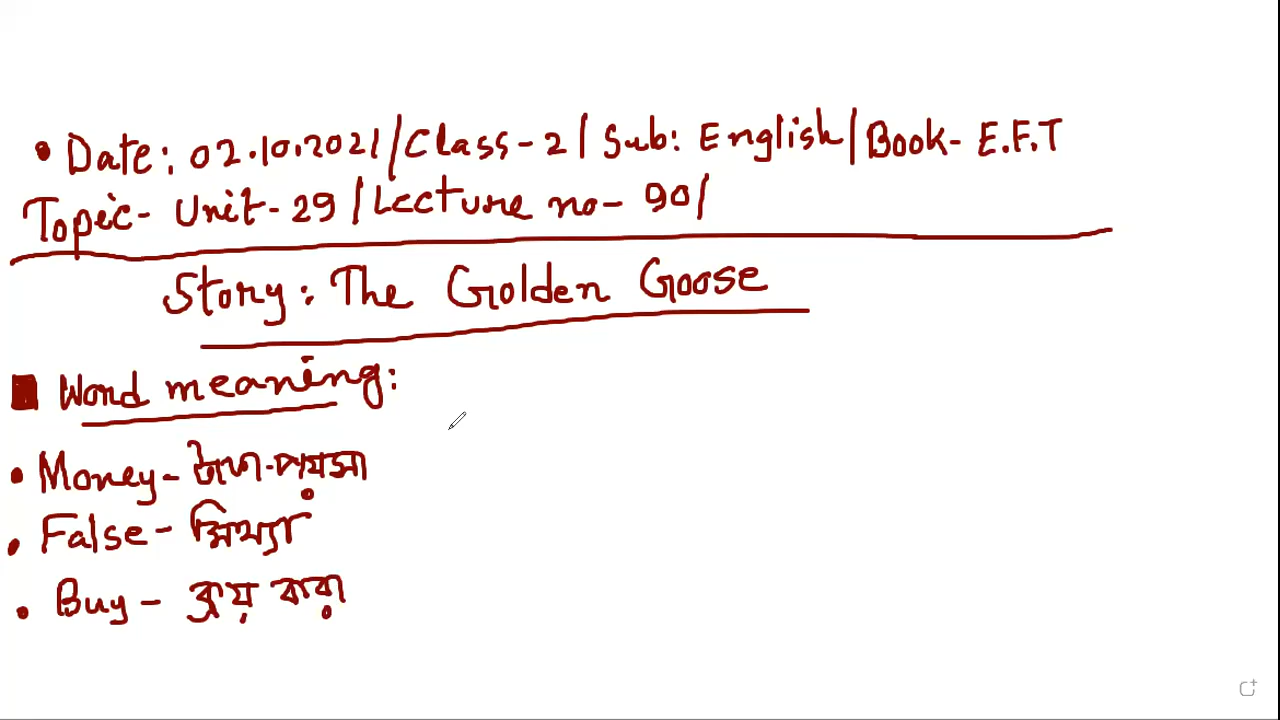 • Date: 02.10.2021/Class-2/ Sub: English/Book- E.F.T
Topic- Unit-29/Lecture no- 90/
Story: The Golden Goose
Word meaning:
• Money- টাকা-পয়সা
• False- মিথ্যা
• Buy- ক্রয় করা